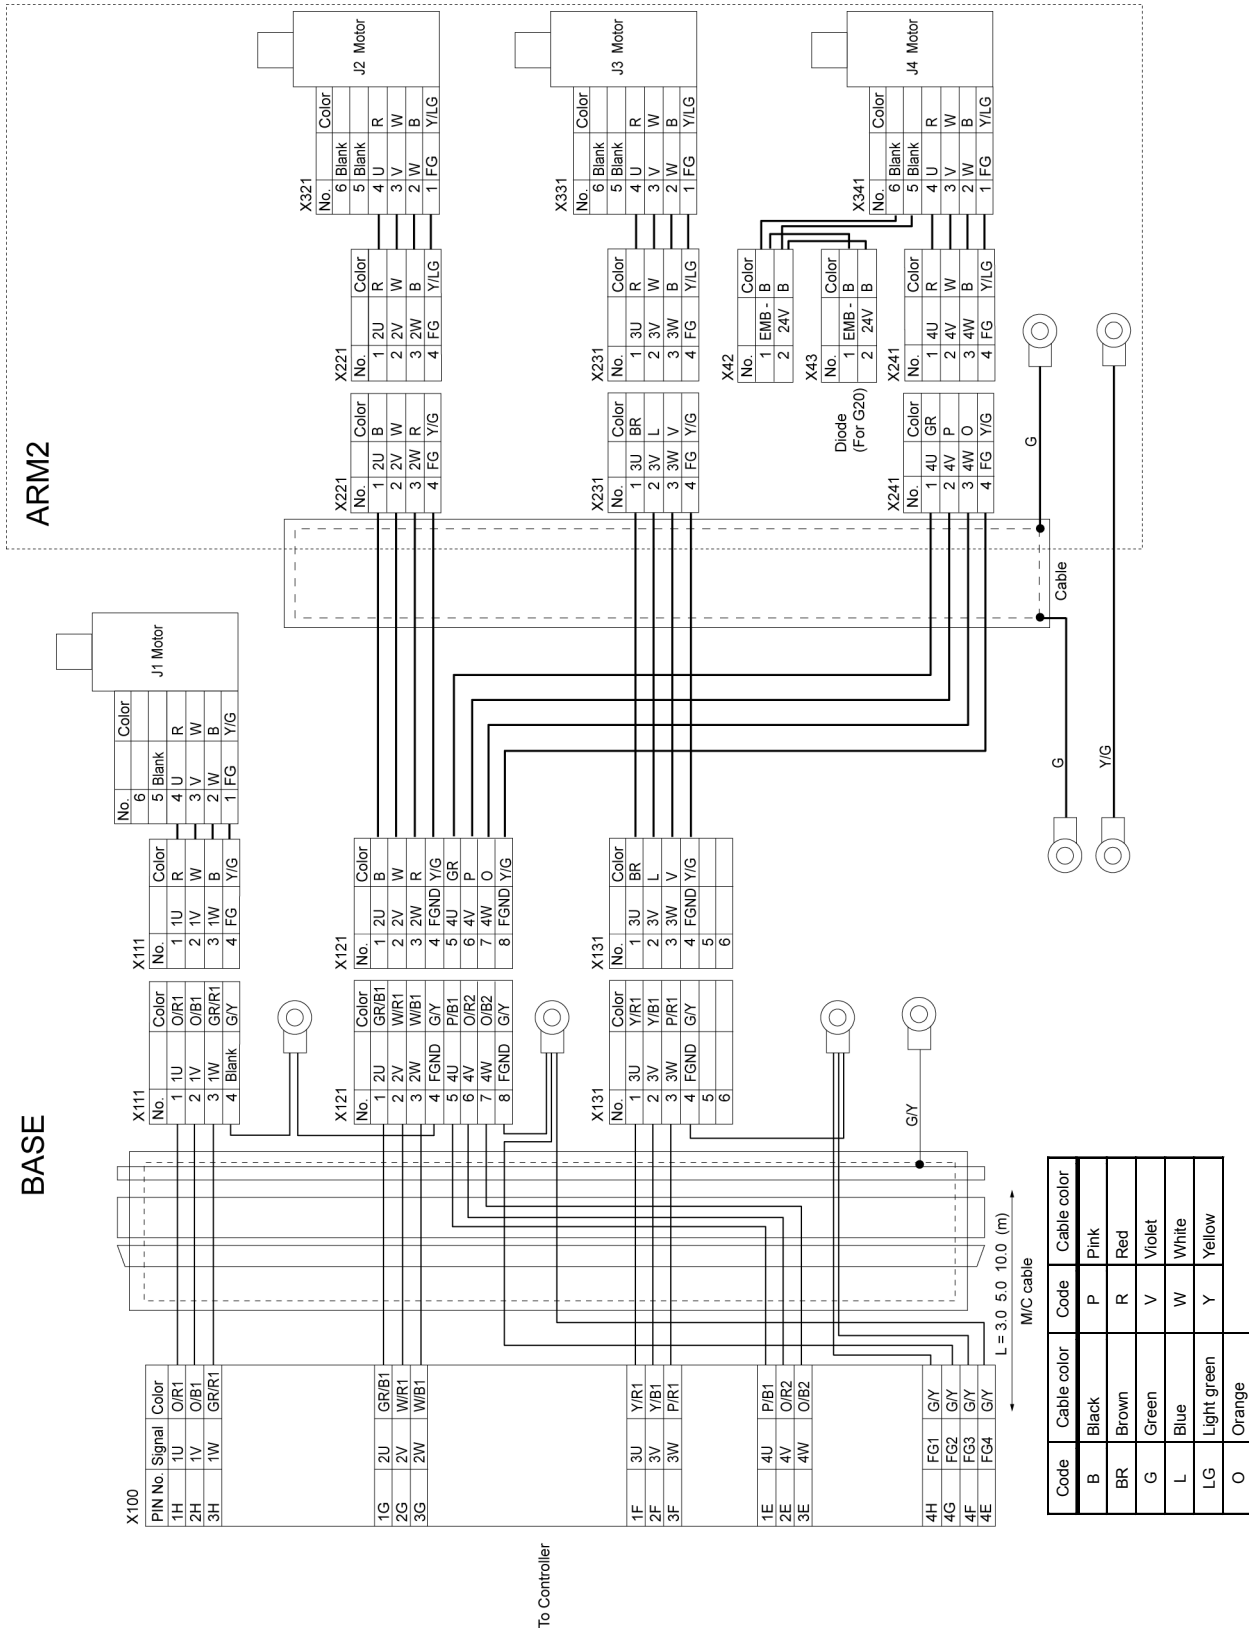 BASE
ARM2
X100
PIN No. Signal Color
1H 1U O/R1
2H 1V O/B1
3H 1W GR/R1
1G 2U GR/B1
2G 2V W/R1
3G 2W W/B1
1F 3U Y/R1
2F 3V Y/B1
3F 3W P/R1
1E 4U P/B1
2E 4V O/R2
3E 4W O/B2
4H FG1 G/Y
4G FG2 G/Y
4F FG3 G/Y
4E FG4 G/Y
To Controller
L = 3.0 5.0 10.0 (m)
M/C cable
G/Y
X111
No. Color
1 1U O/R1
2 1V O/B1
3 1W GR/R1
4 Blank G/Y
X121
No. Color
1 2U GR/B1
2 2V W/R1
3 2W W/B1
4 FGND G/Y
5 4U P/B1
6 4V O/R2
7 4W O/B2
8 FGND G/Y
X131
No. Color
1 3U Y/R1
2 3V Y/B1
3 3W P/R1
4 FGND G/Y
5
6
X111
No. Color
1 1U R
2 1V W
3 1W B
4 FG Y/G
X121
No. Color
1 2U B
2 2V W
3 2W R
4 FGND Y/G
5 4U GR
6 4V P
7 4W O
8 FGND Y/G
X131
No. Color
1 3U BR
2 3V L
3 3W V
4 FGND Y/G
5
6
No. Color
6
5 Blank
4 U R
3 V W
2 W B
1 FG Y/G
J1 Motor
Cable
G
Y/G
G
X221
No. Color
1 2U B
2 2V W
3 2W R
4 FG Y/G
X231
No. Color
1 3U BR
2 3V L
3 3W V
4 FG Y/G
X241
No. Color
1 4U GR
2 4V P
3 4W O
4 FG Y/G
X221
No. Color
1 2U R
2 2V W
3 2W B
4 FG Y/LG
X231
No. Color
1 3U R
2 3V W
3 3W B
4 FG Y/LG
X42
No. Color
1 EMB - B
2 24V B
X43
No. Color
1 EMB - B
2 24V B
Diode
(For G20)
X241
No. Color
1 4U R
2 4V W
3 4W B
4 FG Y/LG
X321
No. Color
6 Blank
5 Blank
4 U R
3 V W
2 W B
1 FG Y/LG
J2 Motor
X331
No. Color
6 Blank
5 Blank
4 U R
3 V W
2 W B
1 FG Y/LG
J3 Motor
X341
No. Color
6 Blank
5 Blank
4 U R
3 V W
2 W B
1 FG Y/LG
J4 Motor
Code Cable color Code Cable color
B Black P Pink
BR Brown R Red
G Green V Violet
L Blue W White
LG Light green Y Yellow
O Orange